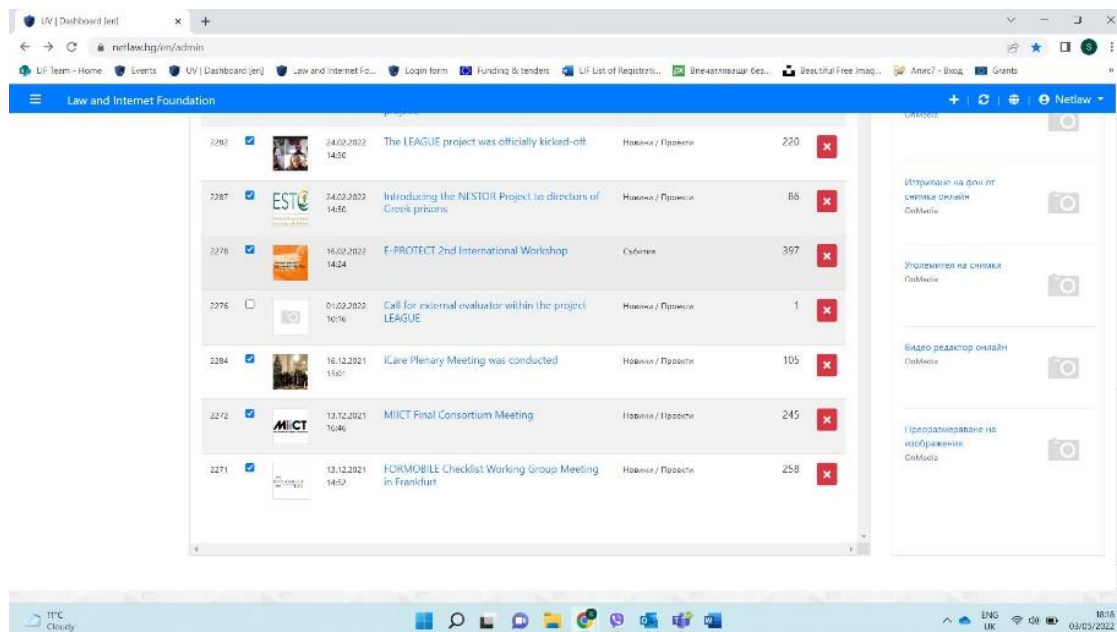 UV | Dashboard [en]
netlaw.bg/en/admin
LIF Team - Home
Events
UV | Dashboard [en]
Law and Internet Fo...
Login form
Funding & tenders
LIF List of Registrati...
Впечатляващи без...
Beautiful Free Imag...
Апис7 - Вход
Grants
Law and Internet Foundation
Netlaw
2282
24.02.2022
14:50
The LEAGUE project was officially kicked-off
Новини / Проекти
220
2287
ESTO
24.02.2022
14:50
Introducing the NESTOR Project to directors of
Greek prisons
Новини / Проекти
86
2278
16.02.2022
14:24
E-PROTECT 2nd International Workshop
Събития
397
2276
01.02.2022
10:16
Call for external evaluator within the project
LEAGUE
Новини / Проекти
1
2284
16.12.2021
15:01
iCare Plenary Meeting was conducted
Новини / Проекти
105
2272
MIICT
13.12.2021
16:46
MIICT Final Consortium Meeting
Новини / Проекти
245
2271
13.12.2021
14:52
FORMOBILE Checklist Working Group Meeting
in Frankfurt
Новини / Проекти
258
OnMedia
Изтриване на фон от
снимка онлайн
OnMedia
Уголемител на снимки
OnMedia
Видео редактор онлайн
OnMedia
Преоразмеряване на
изображения
OnMedia
11°C
Cloudy
ENG
UK
18:18
03/05/2022